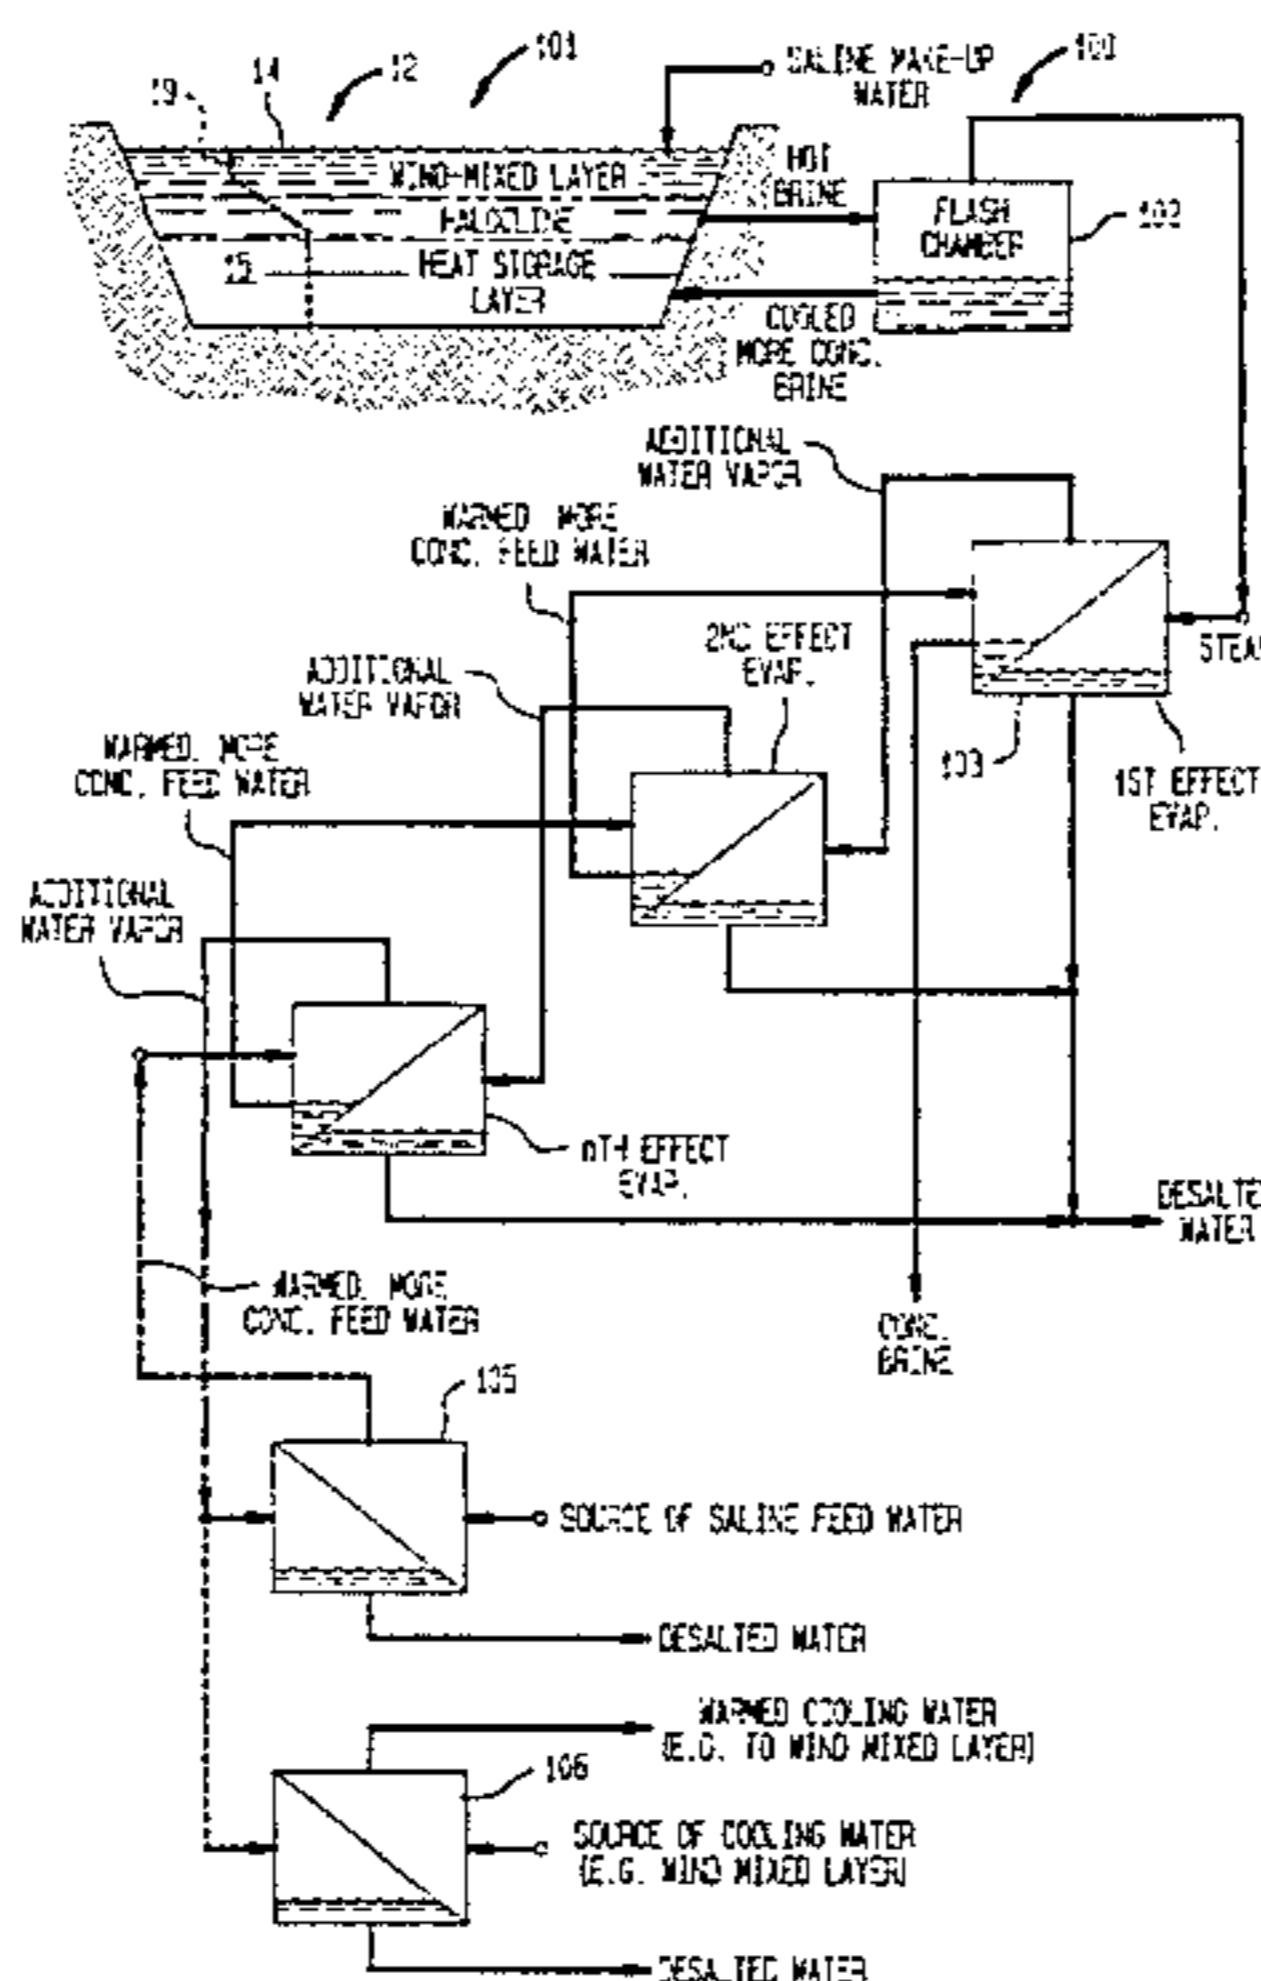 101
100
12
14
19
SALINE MAKE-UP
WATER
WIND-MIXED LAYER
HALOCLINE
15
HEAT STORAGE
LAYER
HOT
BRINE
FLASH
CHAMBER
102
COOLED
MORE CONC.
BRINE
ADDITIONAL
WATER VAPOR
WARMED, MORE
CONC. FEED WATER
2ND EFFECT
EVAP.
STEA
ADDITIONAL
WATER VAPOR
103
1ST EFFECT
EVAP.
WARMED, MORE
CONC. FEED WATER
ADDITIONAL
WATER VAPOR
nTH EFFECT
EVAP.
DESALTE
WATER
WARMED, MORE
CONC. FEED WATER
CONC.
BRINE
105
SOURCE OF SALINE FEED WATER
DESALTED WATER
WARMED COOLING WATER
(E.G. TO WIND MIXED LAYER)
106
SOURCE OF COOLING WATER
(E.G. WIND MIXED LAYER)
DESALTED WATER